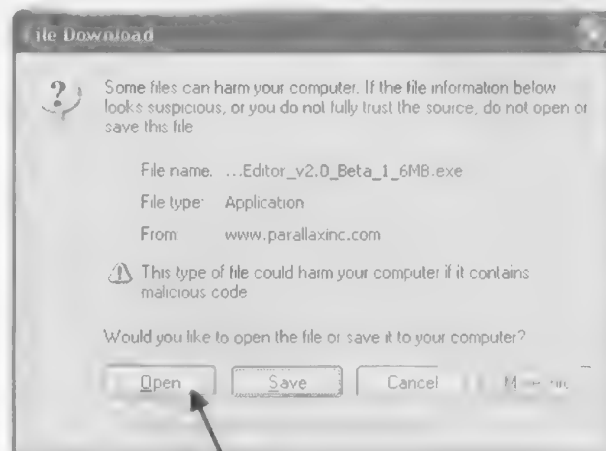 File Download
Some files can harm your computer. If the file information below
looks suspicious, or you do not fully trust the source, do not open or
save this file
File name. ...Editor_v2.0_Beta_1_6MB.exe
File type: Application
From www.parallaxinc.com
This type of file could harm your computer if it contains
malicious code
Would you like to open the file or save it to your computer?
Open Save Cancel